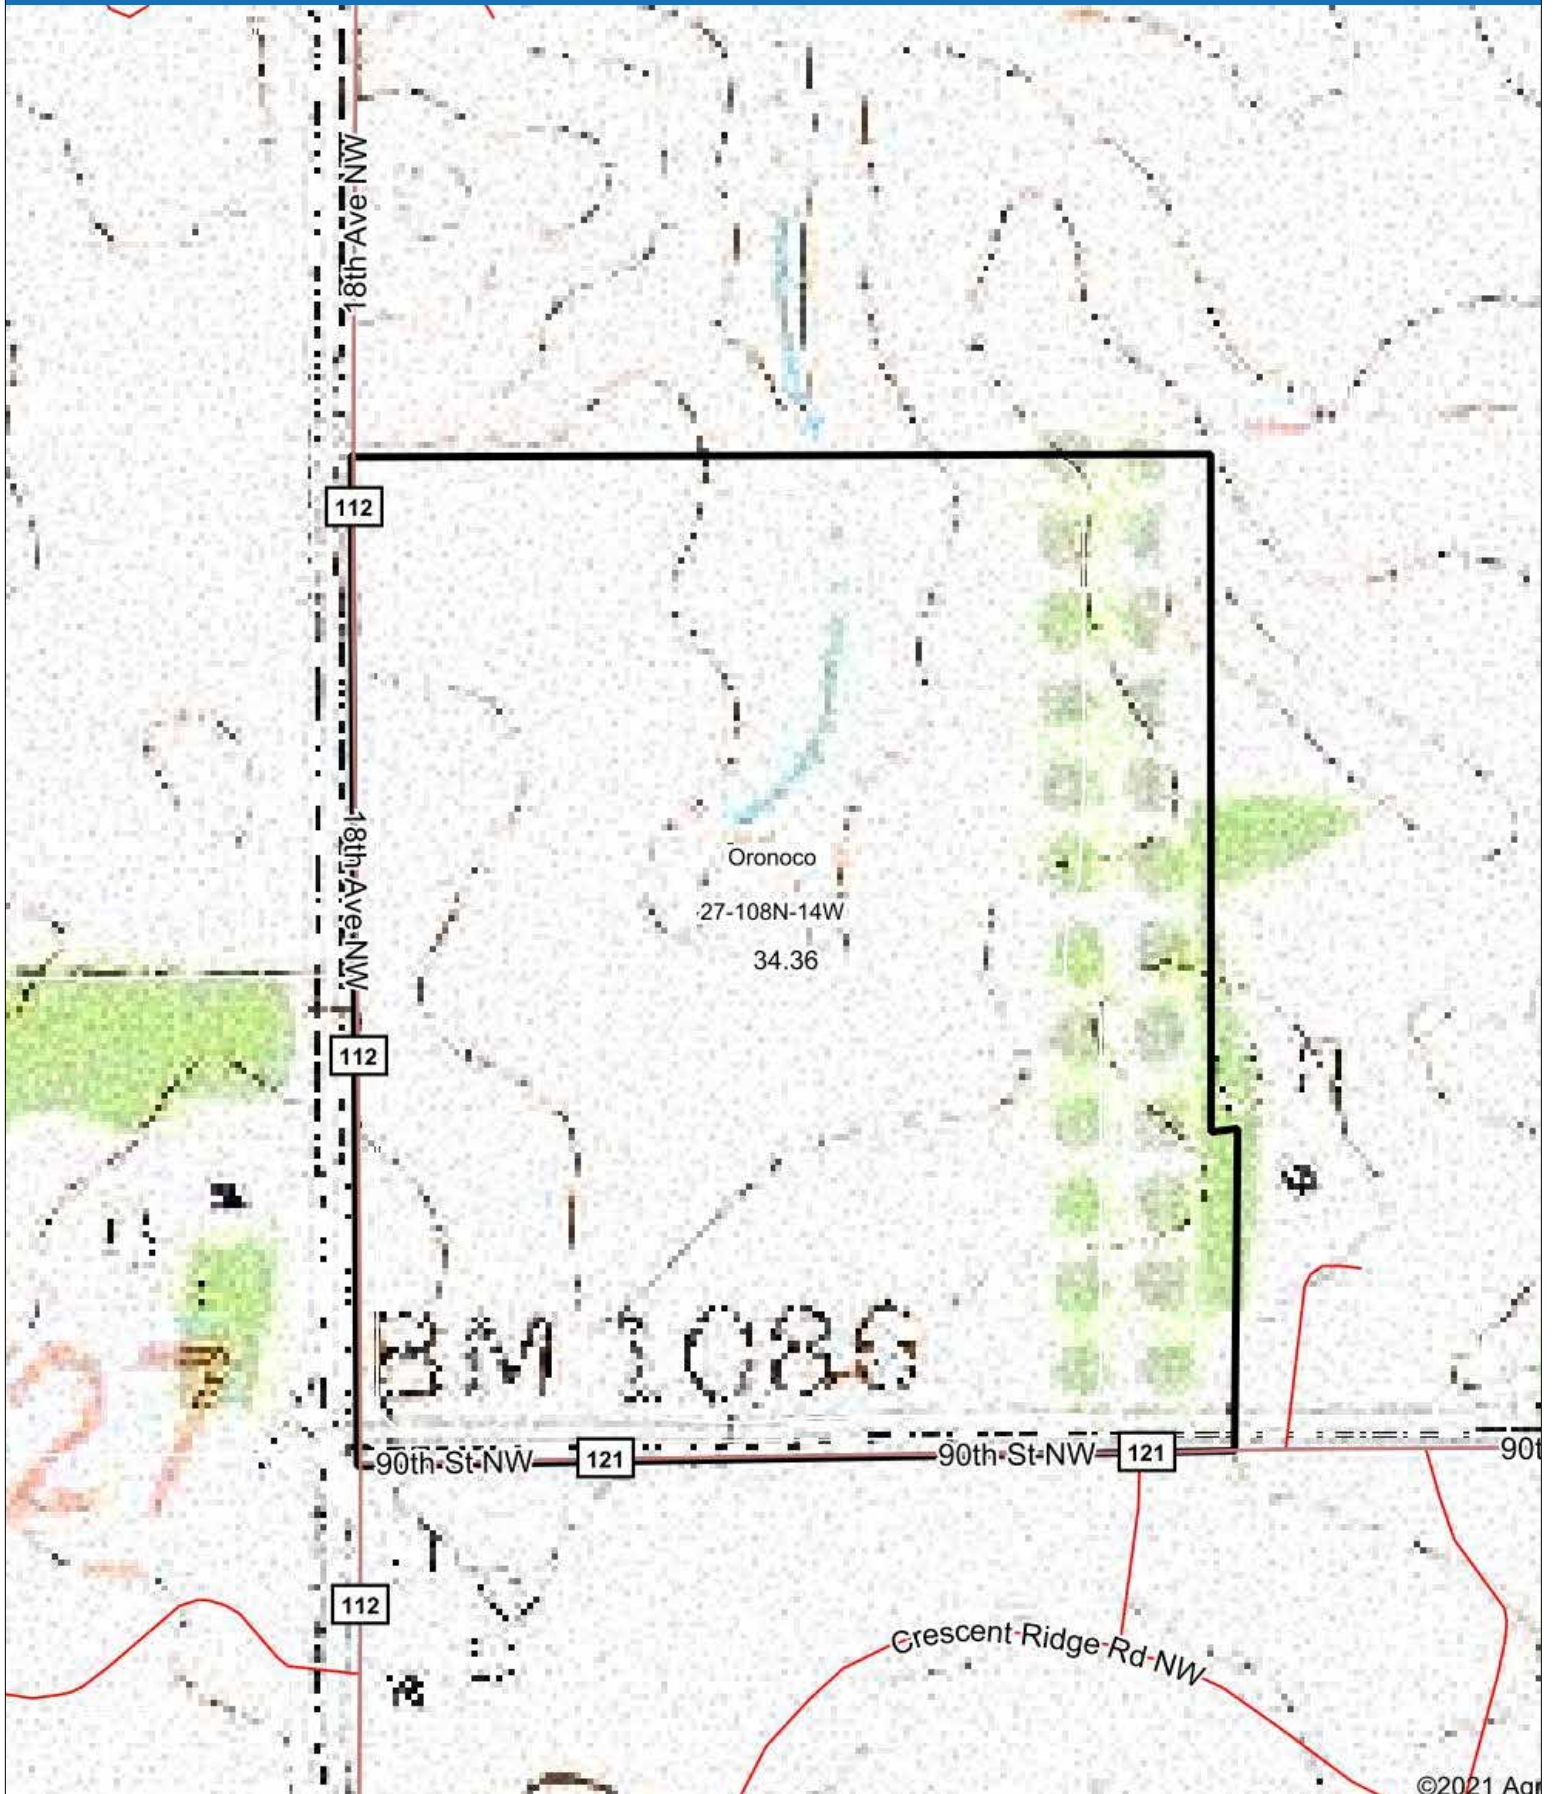 18th Ave NW
112
18th Ave NW
Oronoco
27-108N-14W
34.36
112
27
BM 1086
90th St NW
121
90th St NW
121
90t
112
Crescent Ridge Rd NW
©2021 Agr